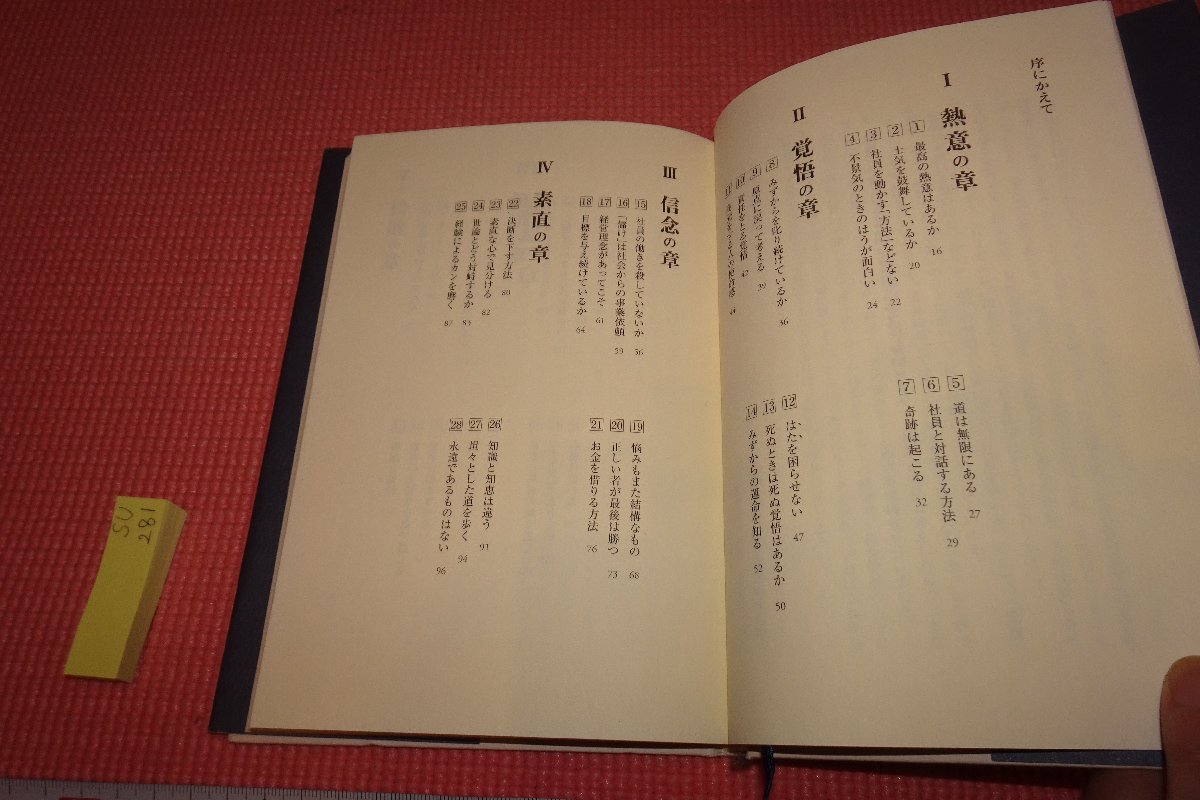 序にかえて
Ⅰ 熱意の章
1 最高の熱意はあるか 16
2 士気を鼓舞しているか 20
3 社員を動かす「方法」などない 22
4 不景気のときのほうが面白い 24
5 道は無限にある 27
6 社員と対話する方法 29
7 奇跡は起こる 32
Ⅱ 覚悟の章
8 みずからを叱り続けているか 36
9 原点に戻って考える 39
10 責任をとる覚悟 42
11 44
12 はたを困らせない 47
13 死ぬときは死ぬ覚悟はあるか 50
14 みずからの運命を知る 52
Ⅲ 信念の章
15 社員の働きを殺していないか 56
16 「儲け」は社会からの事業依頼 59
17 経営理念があってこそ 61
18 目標を与え続けているか 64
19 悩みもまた結構なもの 68
20 正しい者が最後は勝つ 73
21 お金を借りる方法 76
Ⅳ 素直の章
22 決断を下す方法 80
23 素直な心で見分ける 82
24 世論とどう対峙するか 85
25 経験によるカンを磨く 87
26 知識と知恵は違う 91
27 坦々とした道を歩く 94
28 永遠であるものはない 96
SU
281